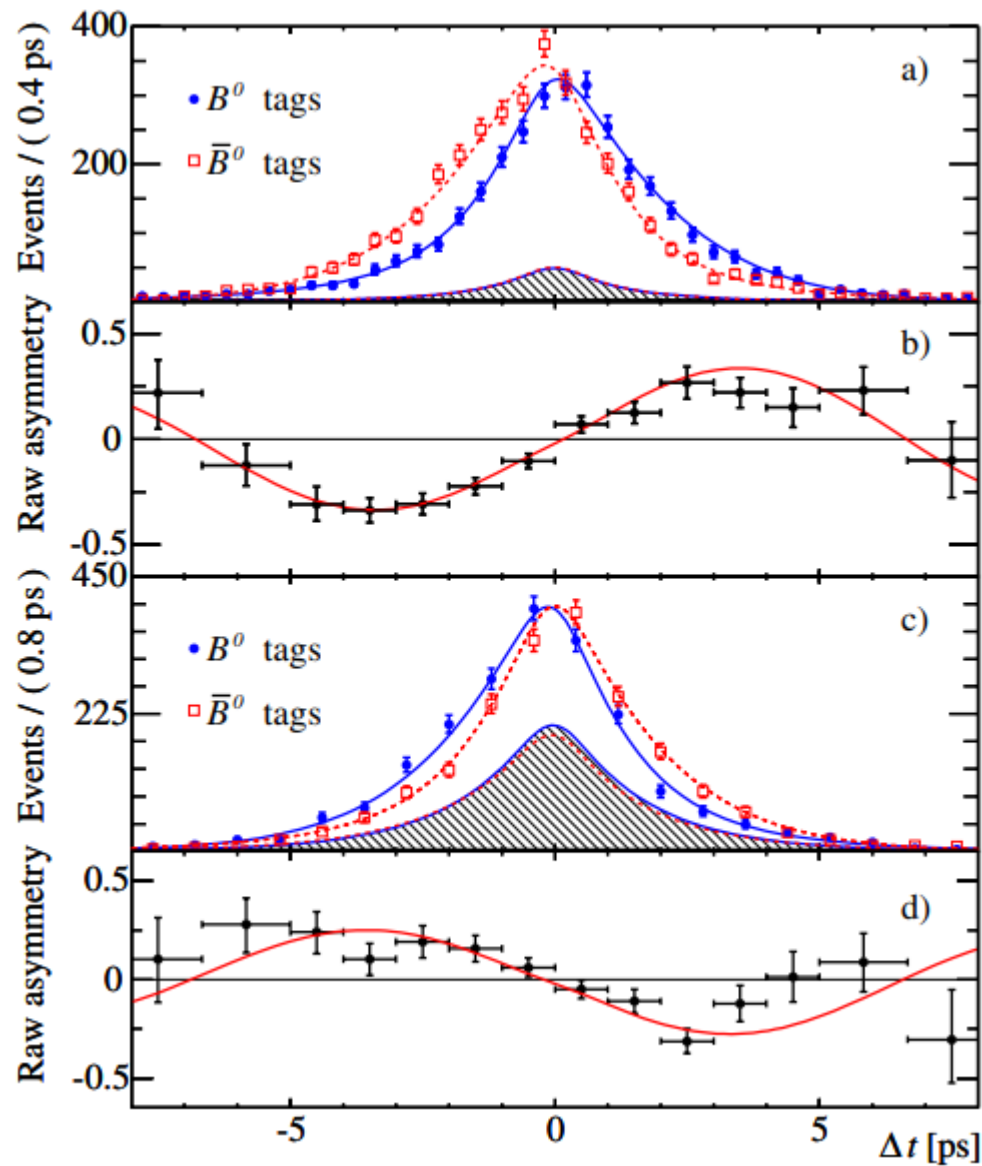 400
200
Events / ( 0.4 ps )
a)
B⁰ tags
B̅⁰ tags
0.5
0
-0.5
Raw asymmetry
b)
450
225
Events / ( 0.8 ps )
c)
B⁰ tags
B̅⁰ tags
0.5
0
-0.5
Raw asymmetry
d)
-5
0
5
Δt [ps]